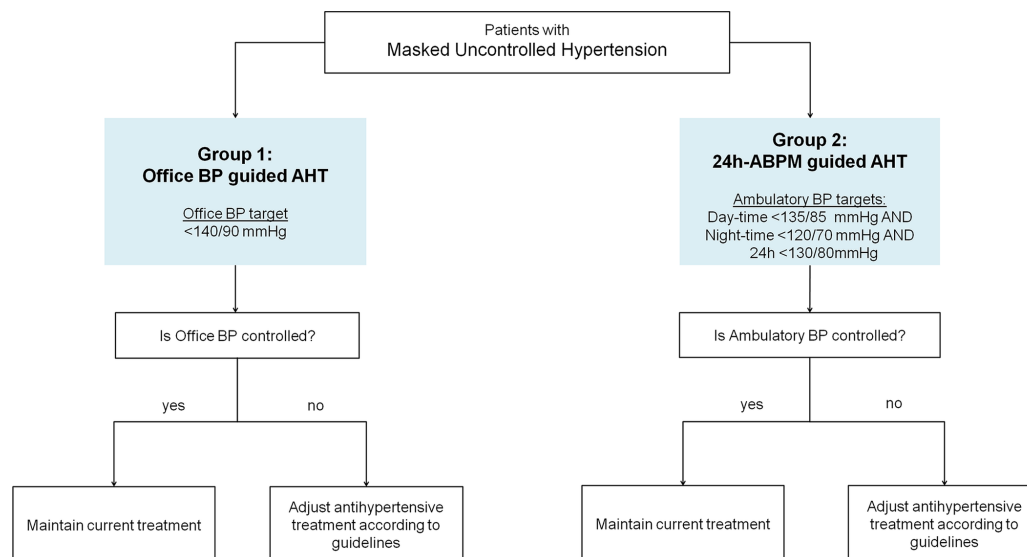 Patients with
Masked Uncontrolled Hypertension
Group 1:
Office BP guided AHT
Office BP target
<140/90 mmHg
Group 2:
24h-ABPM guided AHT
Ambulatory BP targets:
Day-time <135/85 mmHg AND
Night-time <120/70 mmHg AND
24h <130/80mmHg
Is Office BP controlled?
Is Ambulatory BP controlled?
yes
no
yes
no
Maintain current treatment
Adjust antihypertensive
treatment according to
guidelines
Maintain current treatment
Adjust antihypertensive
treatment according to
guidelines